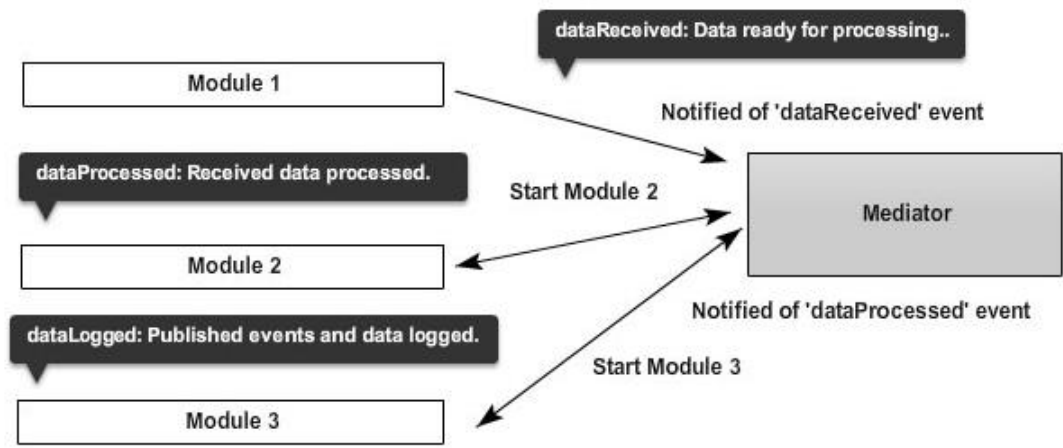 dataReceived: Data ready for processing..
Module 1
Notified of 'dataReceived' event
dataProcessed: Received data processed.
Start Module 2
Mediator
Module 2
Notified of 'dataProcessed' event
dataLogged: Published events and data logged.
Start Module 3
Module 3